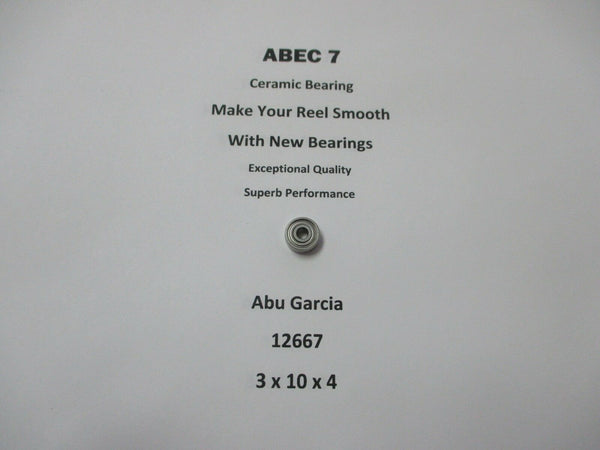 ABEC 7
Ceramic Bearing
Make Your Reel Smooth
With New Bearings
Exceptional Quality
Superb Performance
Abu Garcia
12667
3 x 10 x 4